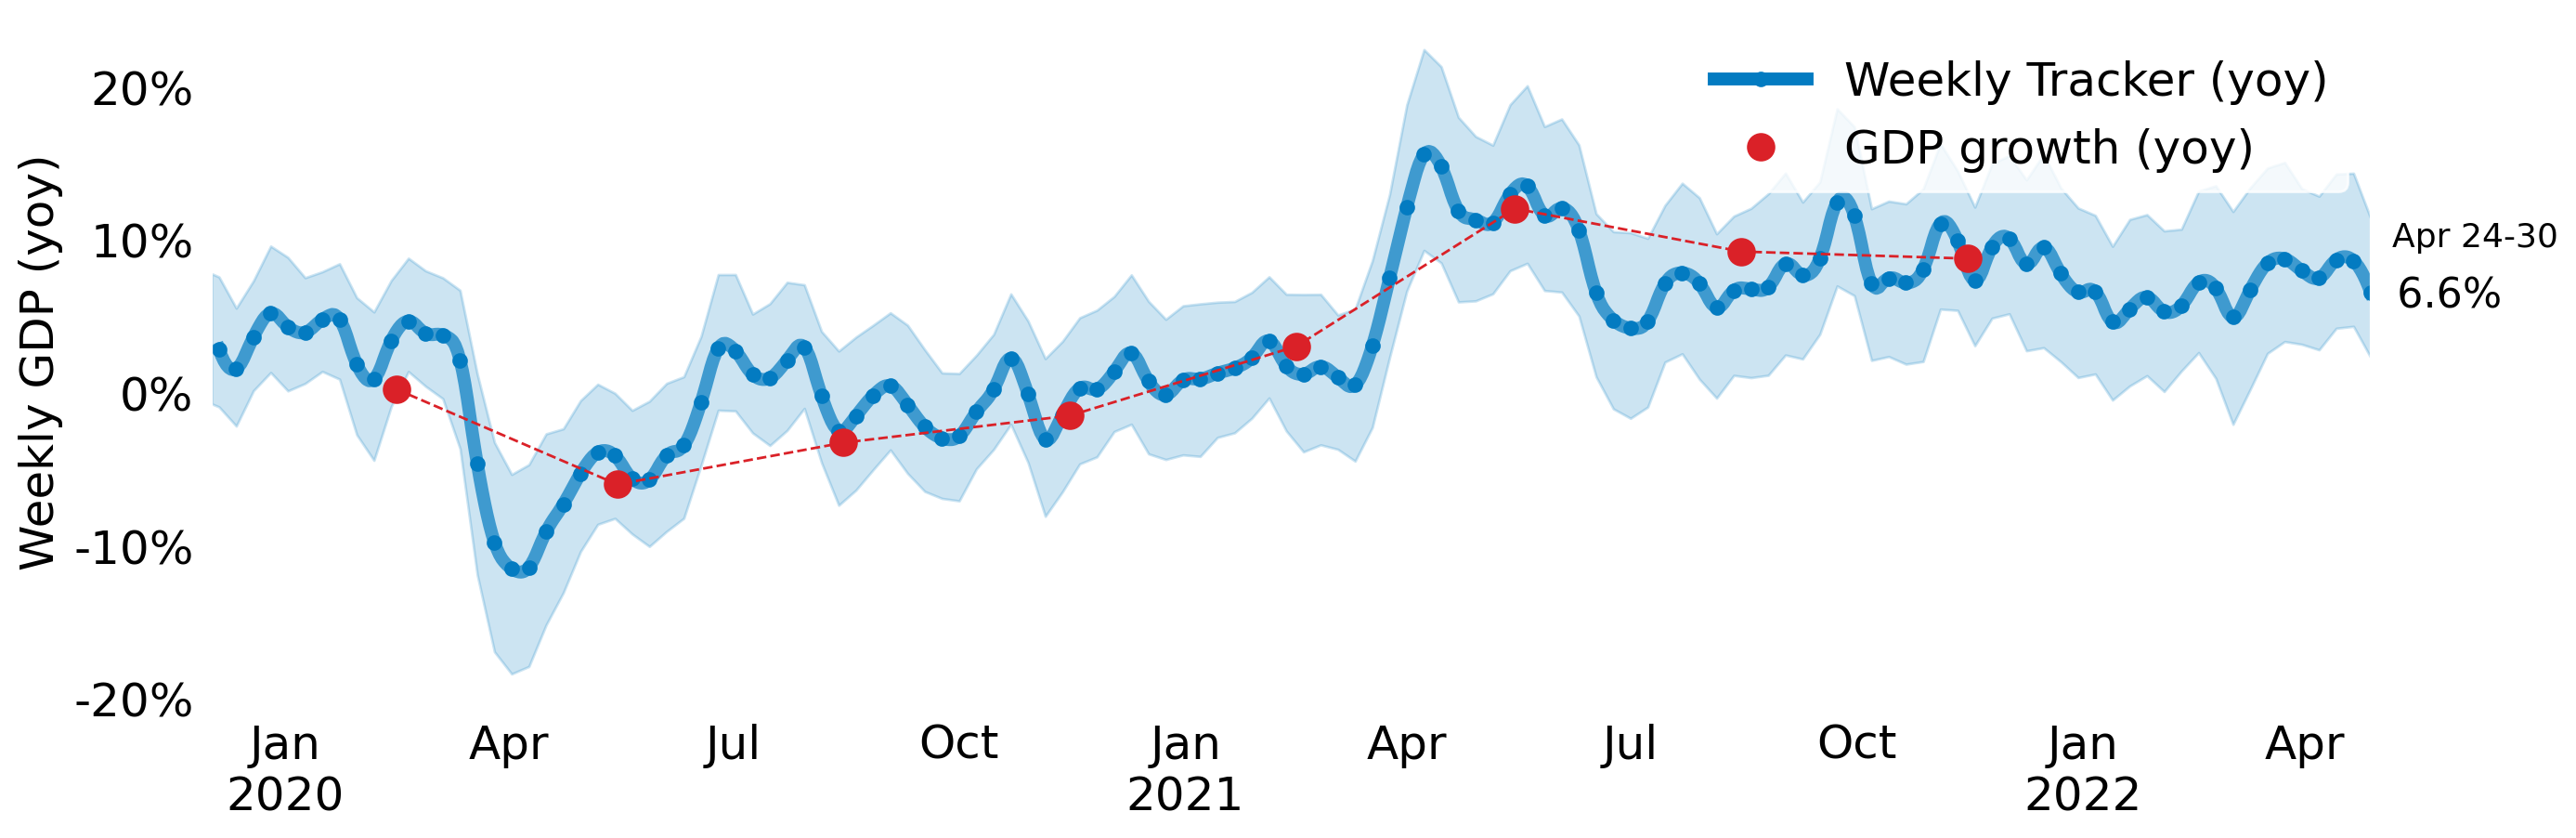 Weekly GDP (yoy)
20%
10%
0%
-10%
-20%
Weekly Tracker (yoy)
GDP growth (yoy)
Apr 24-30
6.6%
Jan Apr Jul Oct Jan Apr Jul Oct Jan Apr
2020 2021 2022